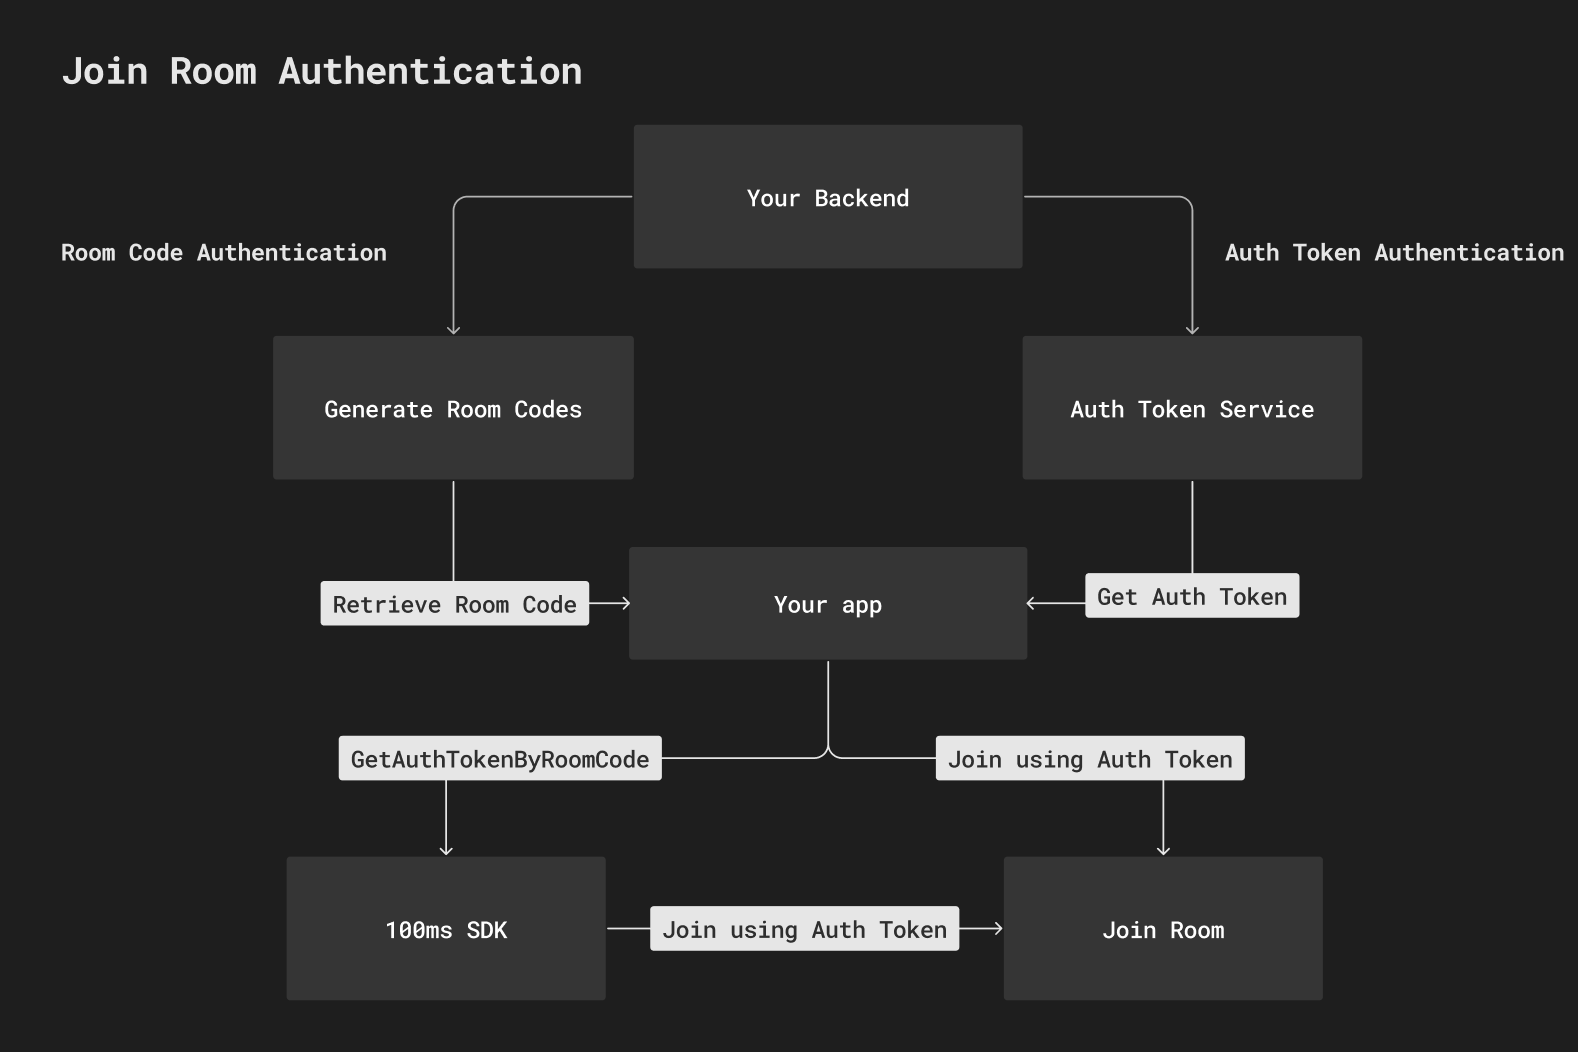 Join Room Authentication
Your Backend
Room Code Authentication
Auth Token Authentication
Generate Room Codes
Auth Token Service
Retrieve Room Code
Your app
Get Auth Token
GetAuthTokenByRoomCode
Join using Auth Token
100ms SDK
Join using Auth Token
Join Room